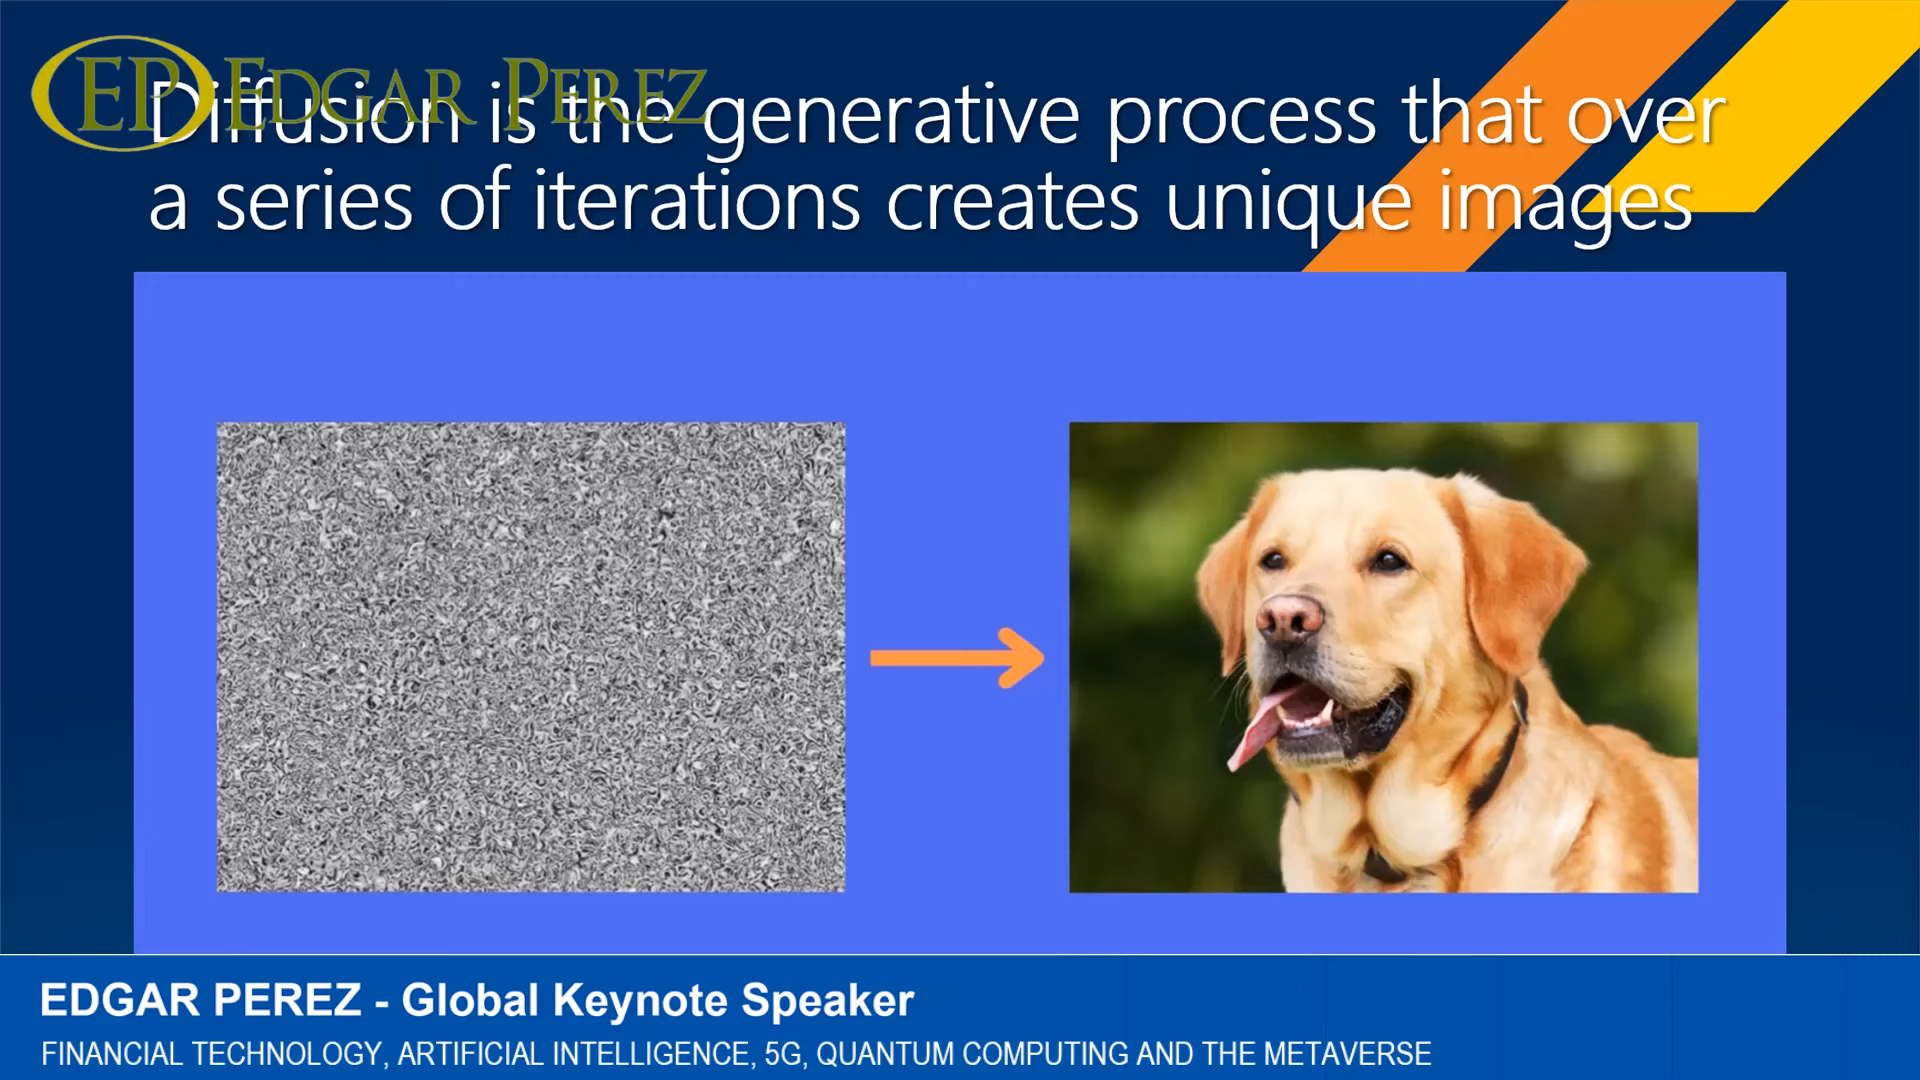 EP EDGAR PEREZ
Diffusion is the generative process that over
a series of iterations creates unique images
EDGAR PEREZ - Global Keynote Speaker
FINANCIAL TECHNOLOGY, ARTIFICIAL INTELLIGENCE, 5G, QUANTUM COMPUTING AND THE METAVERSE